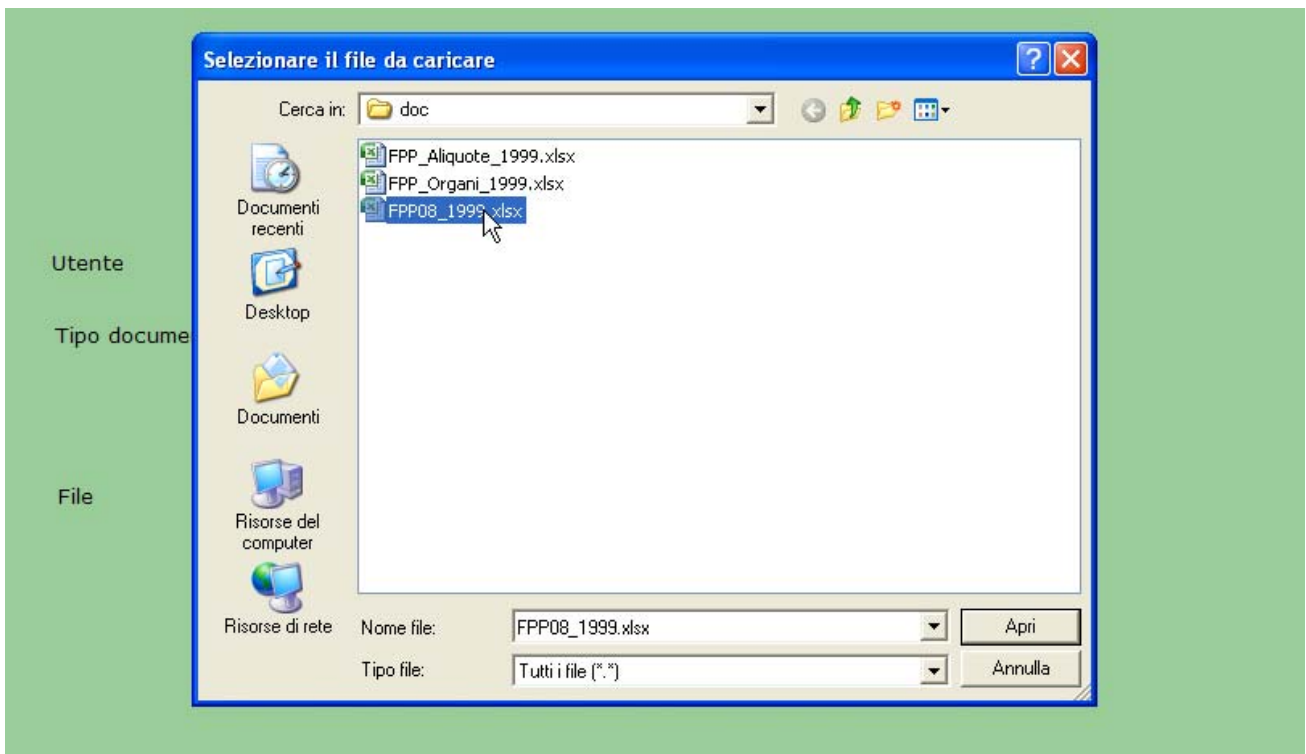 Selezionare il file da caricare
Cerca in:
doc
FPP_Aliquote_1999.xlsx
FPP_Organi_1999.xlsx
FPP08_1999.xlsx
Documenti
recenti
Desktop
Documenti
Risorse del
computer
Risorse di rete
Utente
Tipo docume
File
Nome file:
FPP08_1999.xlsx
Apri
Tipo file:
Tutti i file (*.*)
Annulla